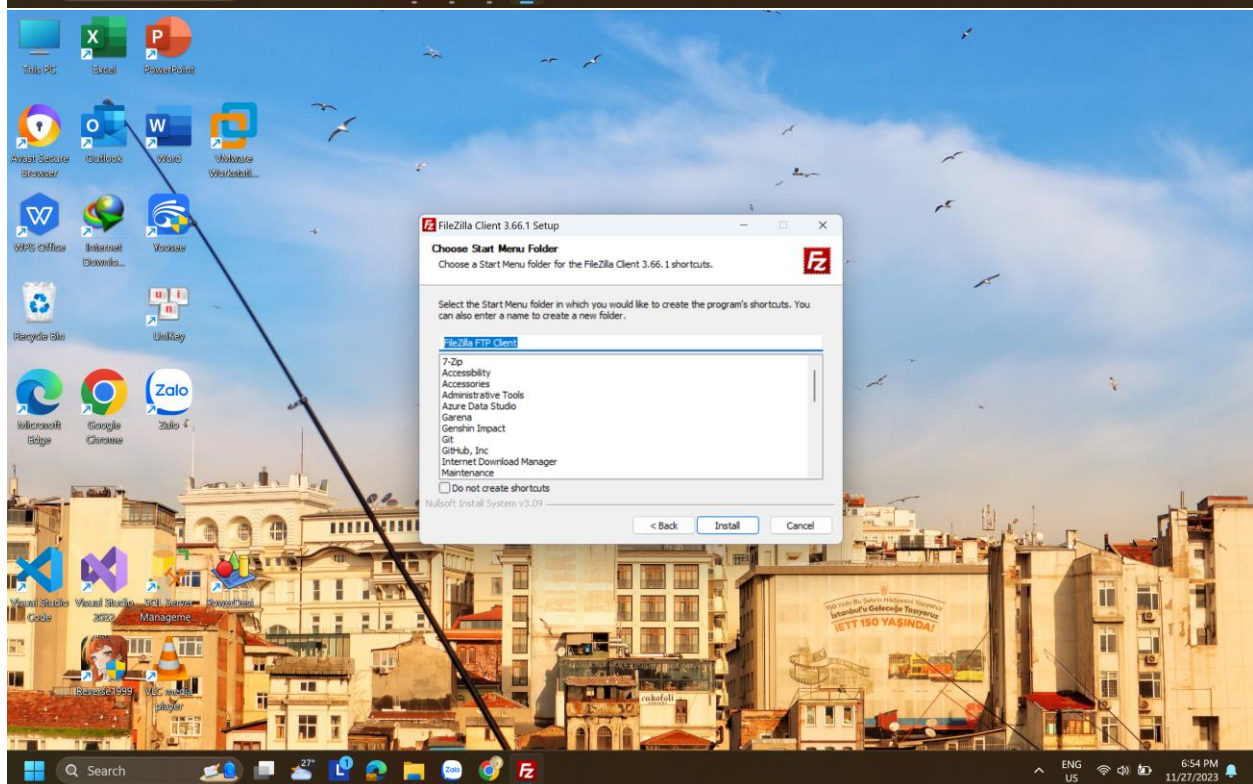 This PC
Excel
PowerPoint
Avast Secure
Browser
Outlook
Word
VMware
Workstati...
WPS Office
Internet
Downlo...
Yousee
Recycle Bin
u i
n
UniKey
Microsoft
Edge
Google
Chrome
Zalo
Zalo
Visual Studio
Code
Visual Studio
2022
SQL Server
Manageme...
PowerDesi...
Reverse1999
VLC media
player
FileZilla Client 3.66.1 Setup
Choose Start Menu Folder
Choose a Start Menu folder for the FileZilla Client 3.66.1 shortcuts.
Fz
Select the Start Menu folder in which you would like to create the program's shortcuts. You
can also enter a name to create a new folder.
FileZilla FTP Client
7-Zip
Accessibility
Accessories
Administrative Tools
Azure Data Studio
Garena
Genshin Impact
Git
GitHub, Inc
Internet Download Manager
Maintenance
Do not create shortcuts
Nullsoft Install System v3.09
< Back
Install
Cancel
İstanbul'u Geleceğe Taşıyoruz
İETT 150 YAŞINDA!
rukofoli
Search
27°
Zalo
ENG
US
6:54 PM
11/27/2023